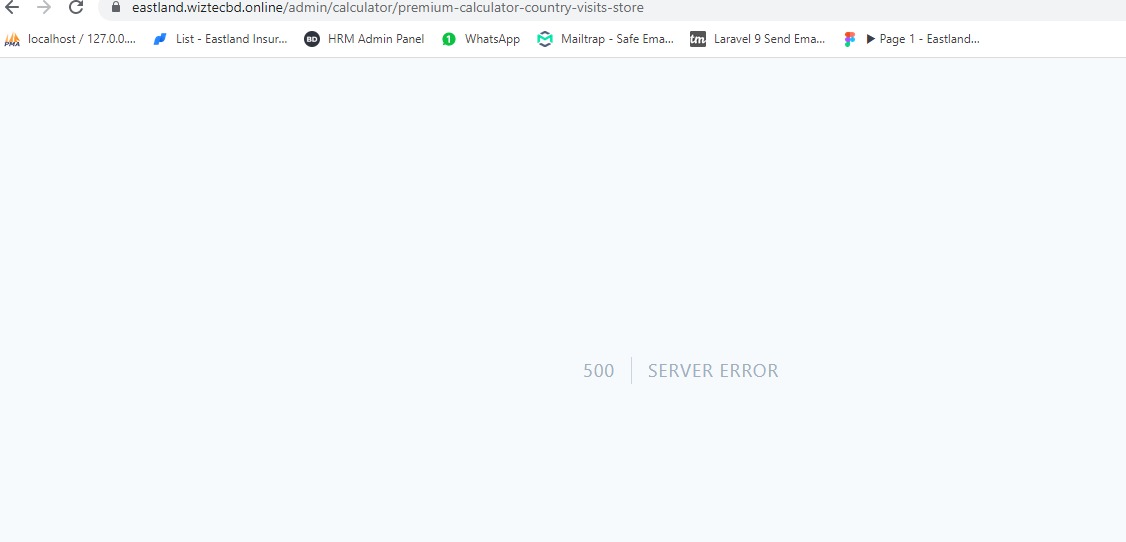 eastland.wiztecbd.online/admin/calculator/premium-calculator-country-visits-store
PMA localhost / 127.0.0.... List - Eastland Insur... BD HRM Admin Panel 1 WhatsApp Mailtrap - Safe Ema... tm Laravel 9 Send Ema... ▶ Page 1 - Eastland...
500 SERVER ERROR